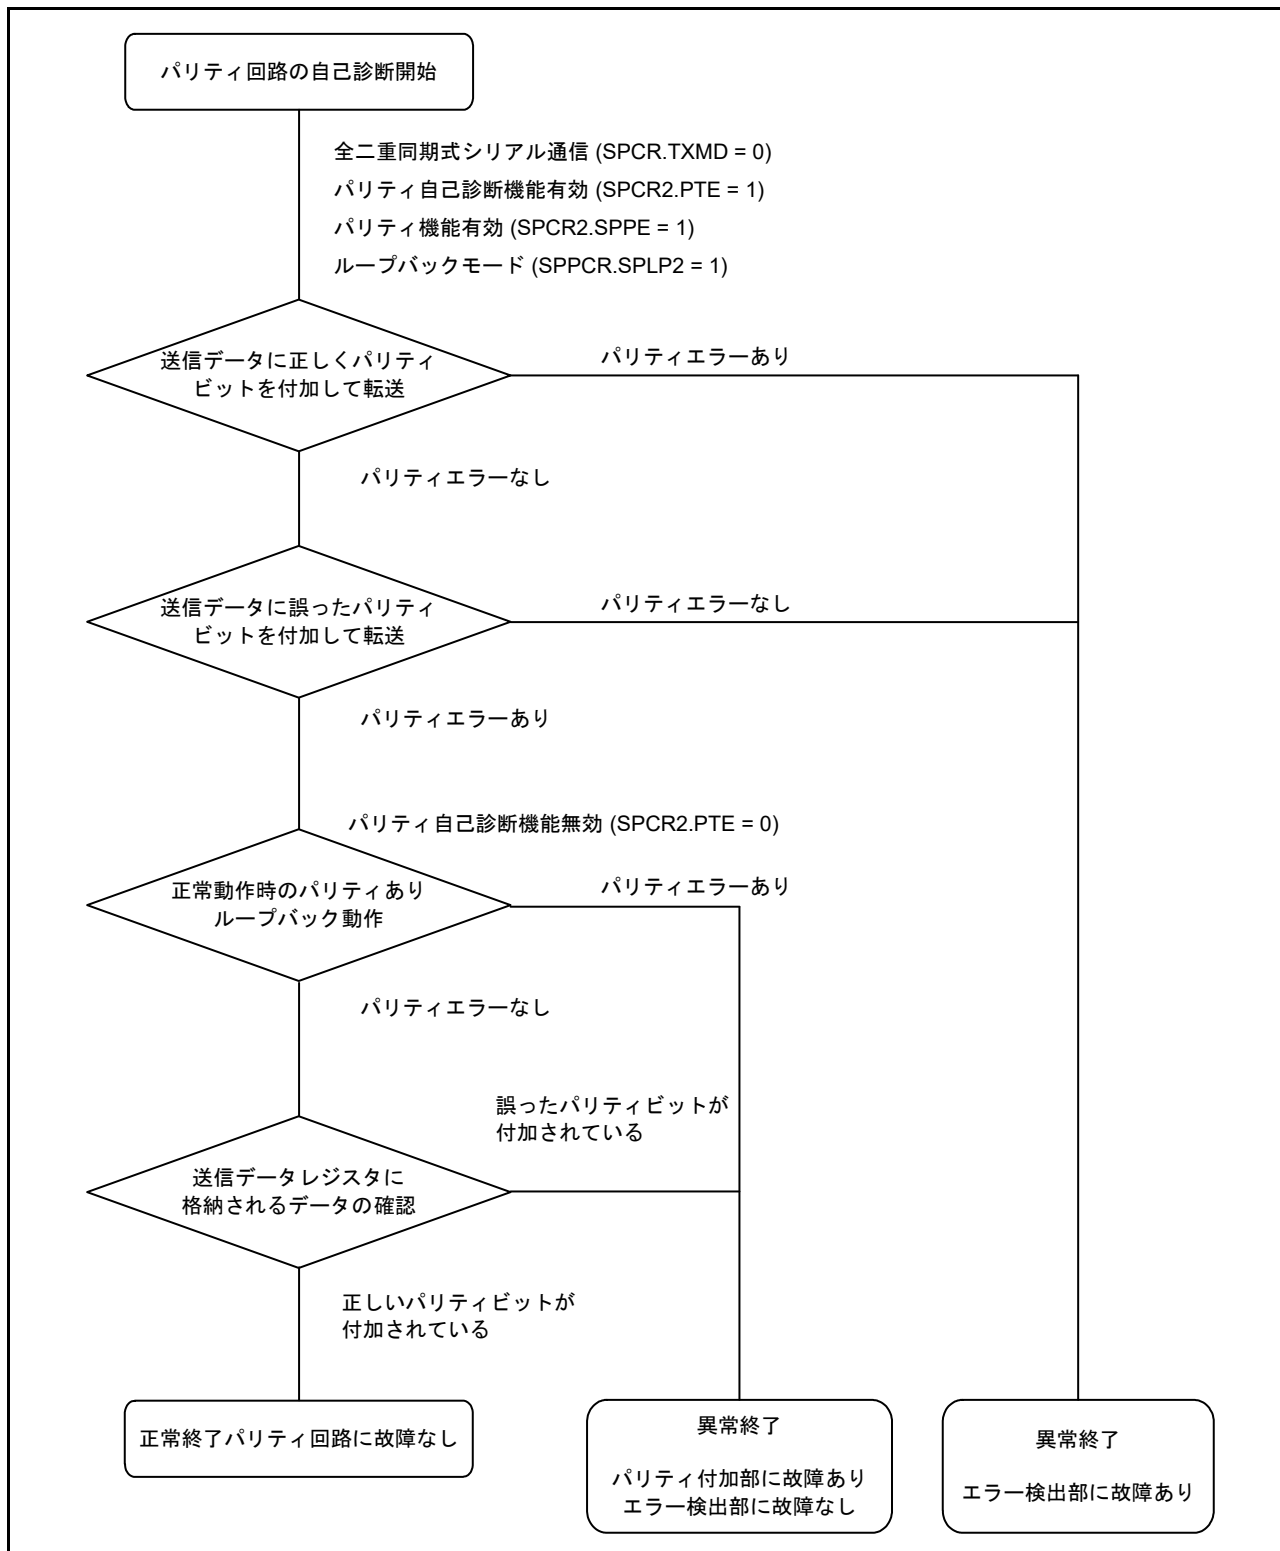 パリティ回路の自己診断開始
全二重同期式シリアル通信 (SPCR.TXMD = 0)
パリティ自己診断機能有効 (SPCR2.PTE = 1)
パリティ機能有効 (SPCR2.SPPE = 1)
ループバックモード (SPPCR.SPLP2 = 1)
送信データに正しくパリティ
ビットを付加して転送
パリティエラーあり
パリティエラーなし
送信データに誤ったパリティ
ビットを付加して転送
パリティエラーなし
パリティエラーあり
パリティ自己診断機能無効 (SPCR2.PTE = 0)
正常動作時のパリティあり
ループバック動作
パリティエラーあり
パリティエラーなし
誤ったパリティビットが
付加されている
送信データレジスタに
格納されるデータの確認
正しいパリティビットが
付加されている
正常終了パリティ回路に故障なし
異常終了
パリティ付加部に故障あり
エラー検出部に故障なし
異常終了
エラー検出部に故障あり